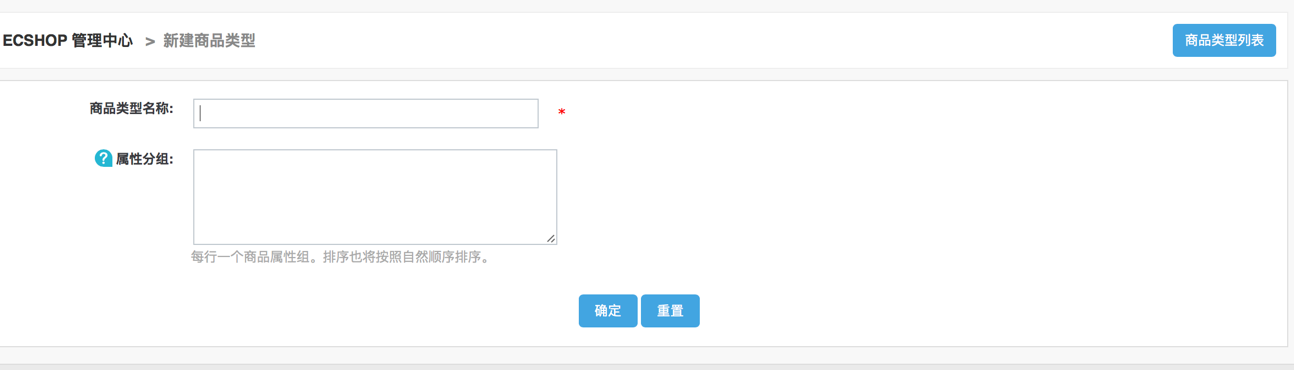 ECSHOP 管理中心 > 新建商品类型
商品类型列表
商品类型名称: *
? 属性分组:
每行一个商品属性组。排序也将按照自然顺序排序。
确定 重置